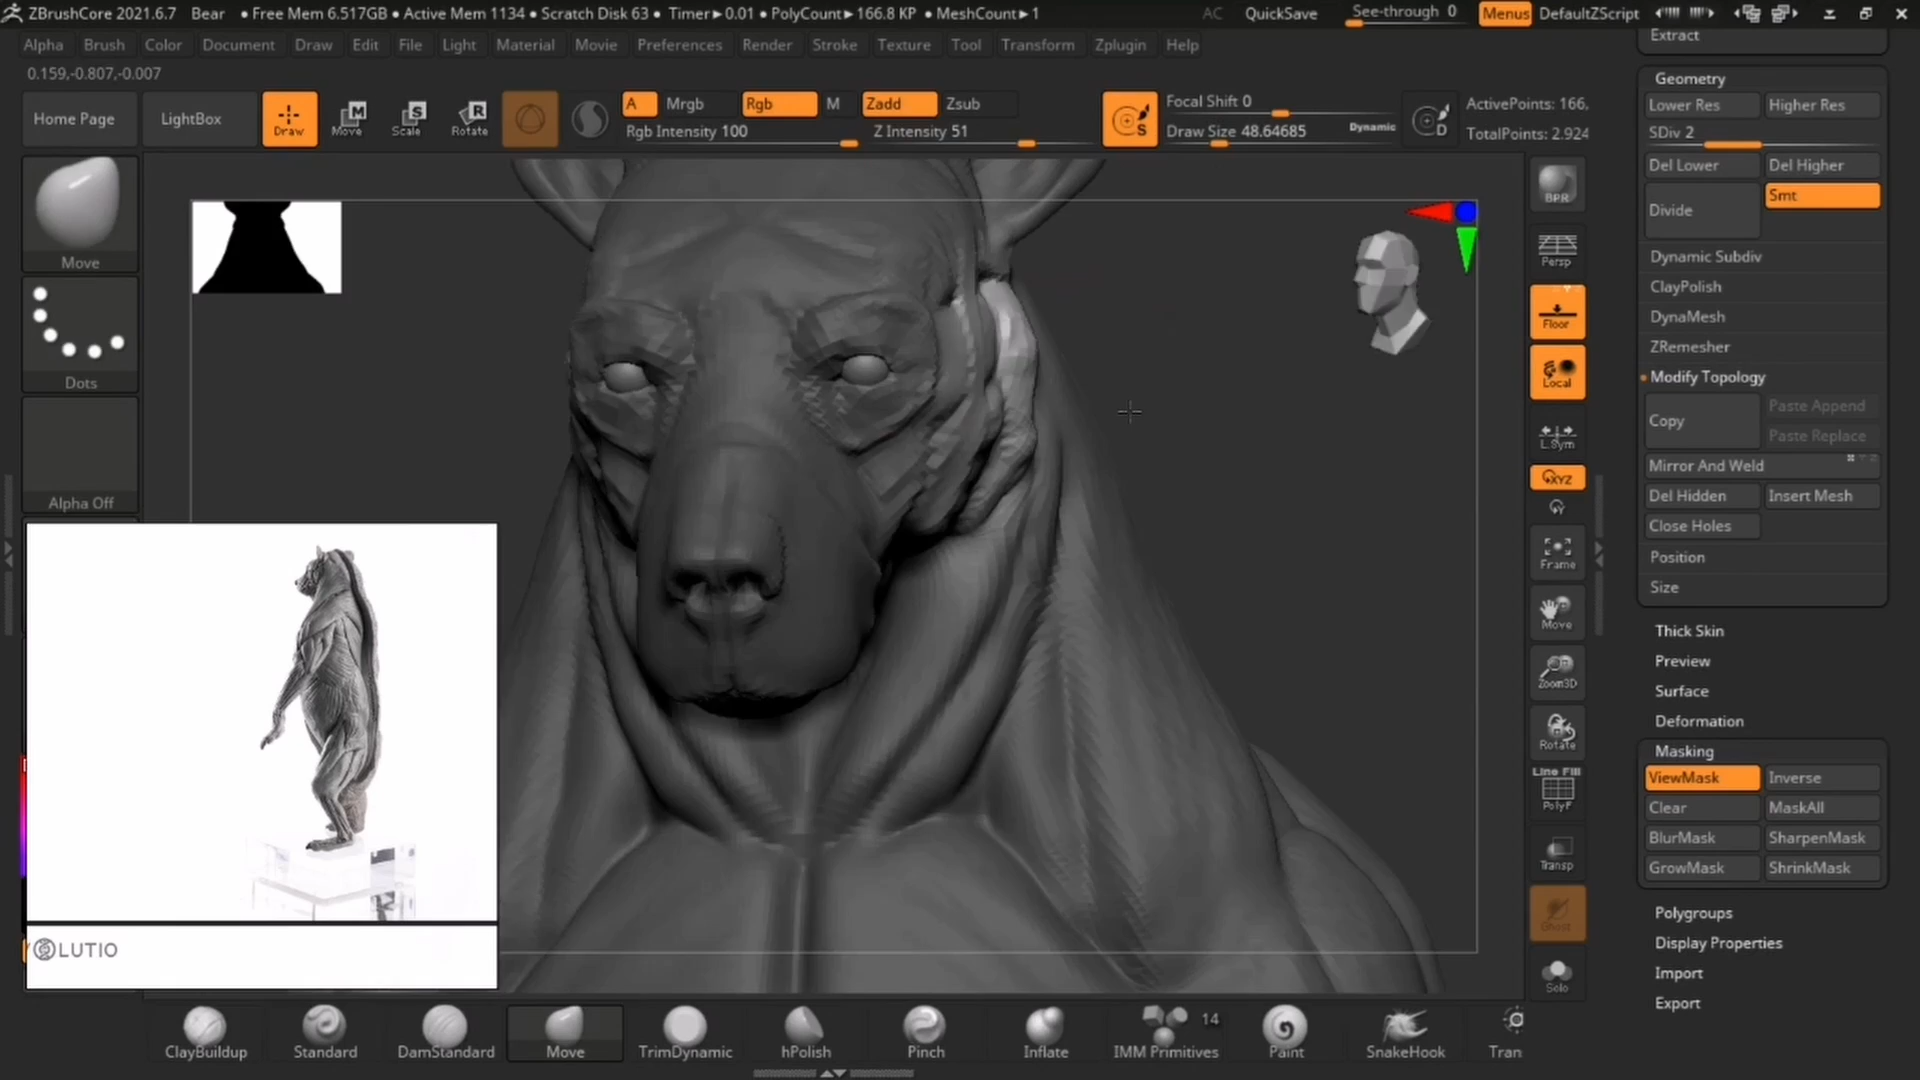 ZBrushCore 2021.6.7 Bear • Free Mem 6.517GB • Active Mem 1134 • Scratch Disk 63 • Timer▸0.01 • PolyCount▸166.8 KP • MeshCount▸1 AC QuickSave See-through 0 Menus DefaultZScript
Alpha Brush Color Document Draw Edit File Light Material Movie Preferences Render Stroke Texture Tool Transform Zplugin Help
0.159,-0.807,-0.007
Home Page
LightBox
Draw
Move
Scale
Rotate
A Mrgb Rgb M Zadd Zsub
Rgb Intensity 100 Z Intensity 51
Focal Shift 0
Draw Size 48.64685 Dynamic
ActivePoints: 166.
TotalPoints: 2.924
Move
Dots
Alpha Off
LUTIO
BPR
Persp
Floor
Local
L.Sym
XYZ
Y
Frame
Move
Zoom3D
Rotate
Line Fill
PolyF
Transp
Ghost
Solo
Extract
Geometry
Lower Res Higher Res
SDiv 2
Del Lower Del Higher
Divide Smt
Dynamic Subdiv
ClayPolish
DynaMesh
ZRemesher
Modify Topology
Copy Paste Append
Paste Replace
Mirror And Weld
Del Hidden Insert Mesh
Close Holes
Position
Size
Thick Skin
Preview
Surface
Deformation
Masking
ViewMask Inverse
Clear MaskAll
BlurMask SharpenMask
GrowMask ShrinkMask
Polygroups
Display Properties
Import
Export
14
ClayBuildup Standard DamStandard Move TrimDynamic hPolish Pinch Inflate IMM Primitives Paint SnakeHook Tran